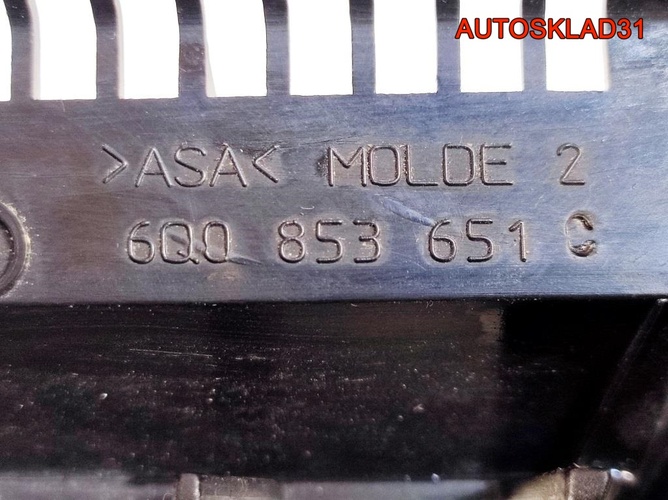 AUTOSKLAD31
>ASA< MOLDE 2
6Q0 853 651 C